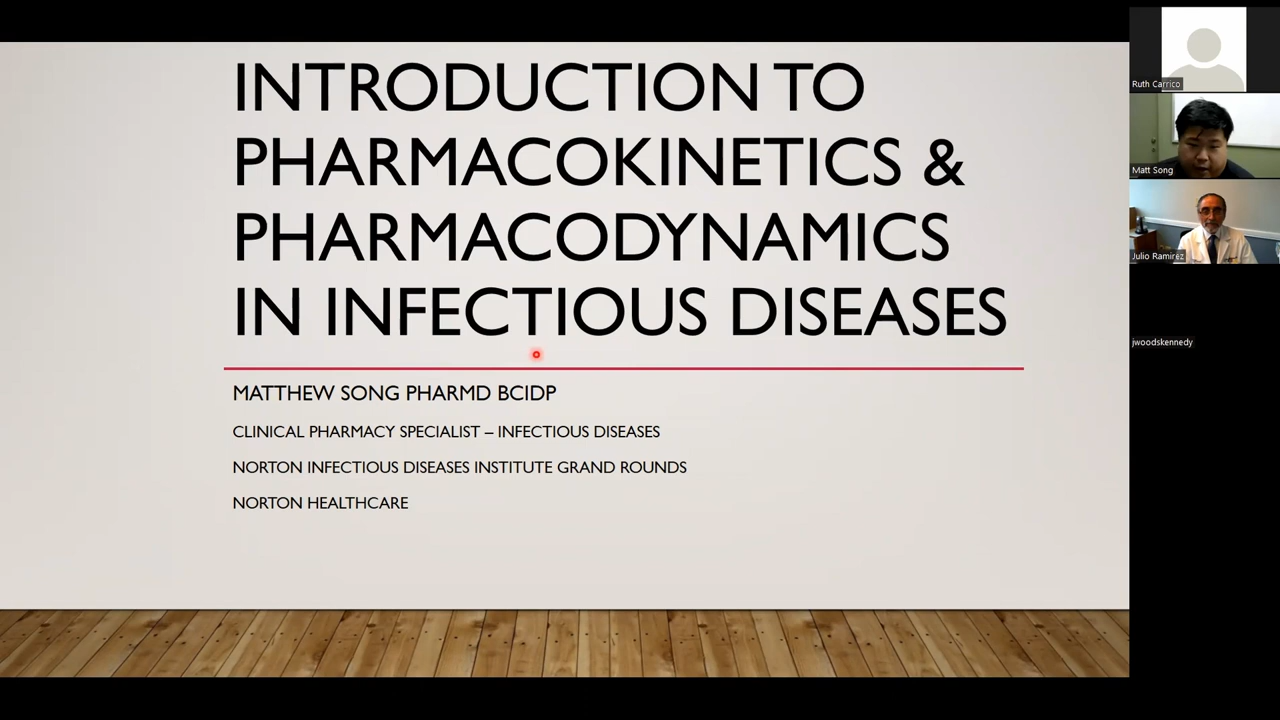 INTRODUCTION TO
PHARMACOKINETICS &
PHARMACODYNAMICS
IN INFECTIOUS DISEASES
MATTHEW SONG PHARMD BCIDP
CLINICAL PHARMACY SPECIALIST – INFECTIOUS DISEASES
NORTON INFECTIOUS DISEASES INSTITUTE GRAND ROUNDS
NORTON HEALTHCARE
Ruth Carrico
Matt Song
Julio Ramirez
jwoodskennedy